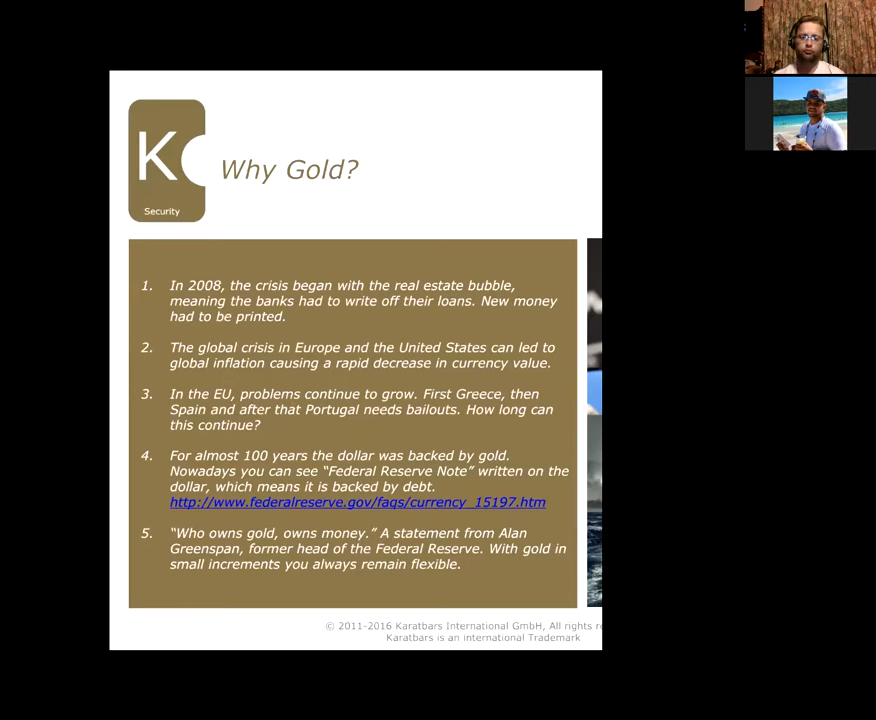 K
Security
Why Gold?
1. In 2008, the crisis began with the real estate bubble,
meaning the banks had to write off their loans. New money
had to be printed.
2. The global crisis in Europe and the United States can led to
global inflation causing a rapid decrease in currency value.
3. In the EU, problems continue to grow. First Greece, then
Spain and after that Portugal needs bailouts. How long can
this continue?
4. For almost 100 years the dollar was backed by gold.
Nowadays you can see “Federal Reserve Note” written on the
dollar, which means it is backed by debt.
http://www.federalreserve.gov/faqs/currency_15197.htm
5. “Who owns gold, owns money.” A statement from Alan
Greenspan, former head of the Federal Reserve. With gold in
small increments you always remain flexible.
© 2011-2016 Karatbars International GmbH, All rights
Karatbars is an international Trademark